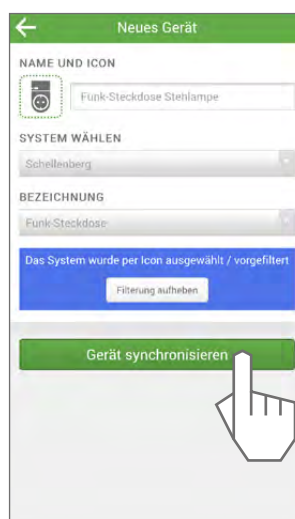 Neues Gerät
NAME UND ICON
Funk-Steckdose Stehlampe
SYSTEM WÄHLEN
Schellenberg
BEZEICHNUNG
Funk-Steckdose
Das System wurde per Icon ausgewählt / vorgefiltert
Filterung aufheben
Gerät synchronisieren